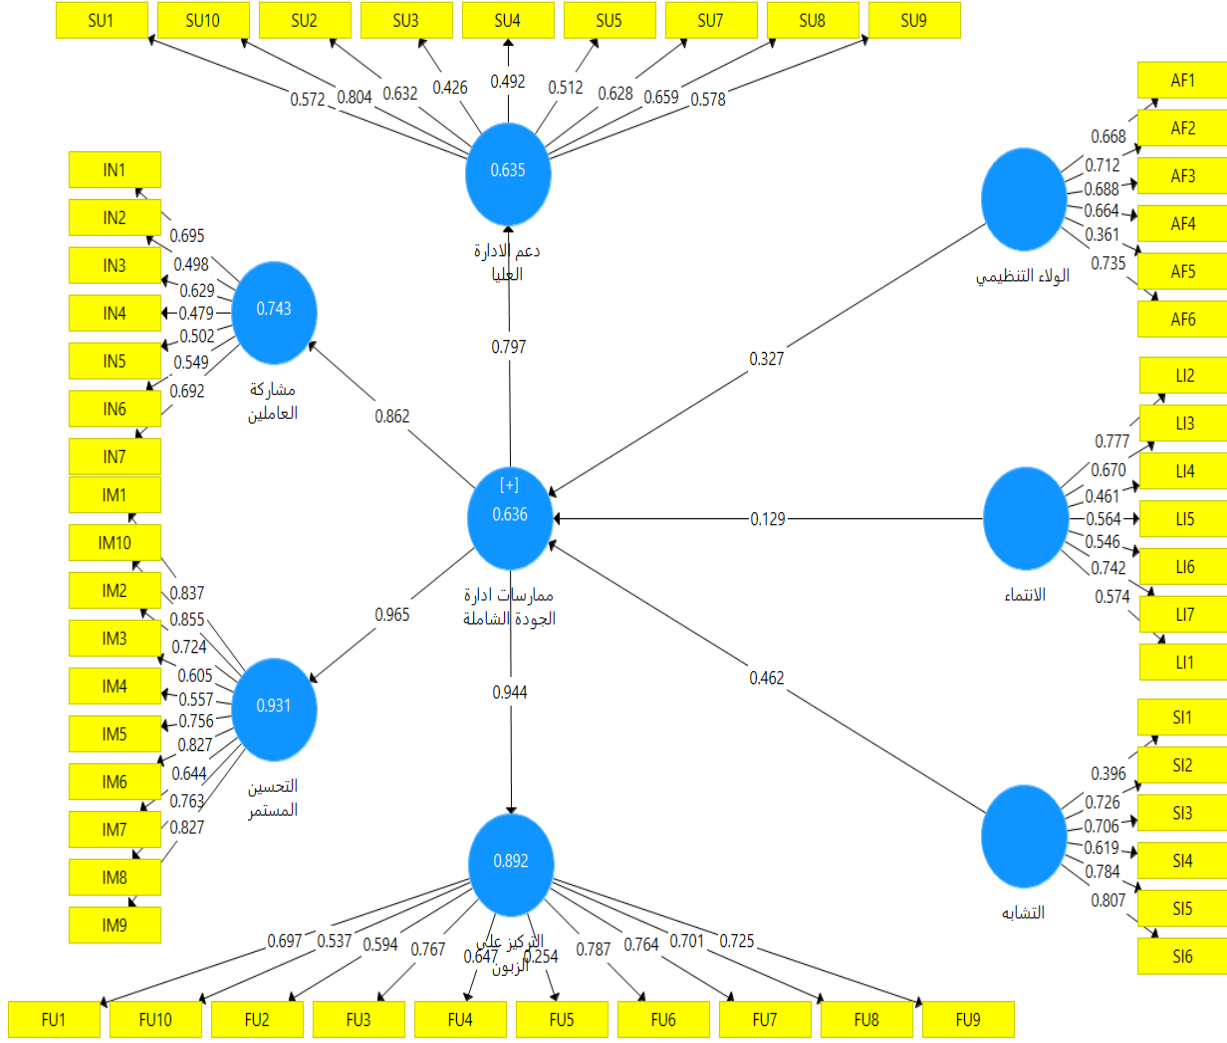 SU1 SU10 SU2 SU3 SU4 SU5 SU7 SU8 SU9
0.572 0.804 0.632 0.426 0.492 0.512 0.628 0.659 0.578
0.635
دعم الادارة
العليا
0.797
IN1
IN2
IN3
IN4
IN5
IN6
IN7
0.695
0.498
0.629
0.479
0.502
0.549
0.692
0.743
مشاركة
العاملين
0.862
AF1
AF2
AF3
AF4
AF5
AF6
0.668
0.712
0.688
0.664
0.361
0.735
الولاء التنظيمي
0.327
[+]
0.636
ممارسات ادارة
الجودة الشاملة
LI2
LI3
LI4
LI5
LI6
LI7
LI1
0.777
0.670
0.461
0.564
0.546
0.742
0.574
الانتماء
0.129
IM1
IM10
IM2
IM3
IM4
IM5
IM6
IM7
IM8
IM9
0.837
0.855
0.724
0.605
0.557
0.756
0.827
0.644
0.763
0.827
0.931
التحسين
المستمر
0.965
SI1
SI2
SI3
SI4
SI5
SI6
0.396
0.726
0.706
0.619
0.784
0.807
التشابه
0.462
0.944
0.892
التركيز على
الزبون
0.697 0.537 0.594 0.767 0.647 0.254 0.787 0.764 0.701 0.725
FU1 FU10 FU2 FU3 FU4 FU5 FU6 FU7 FU8 FU9